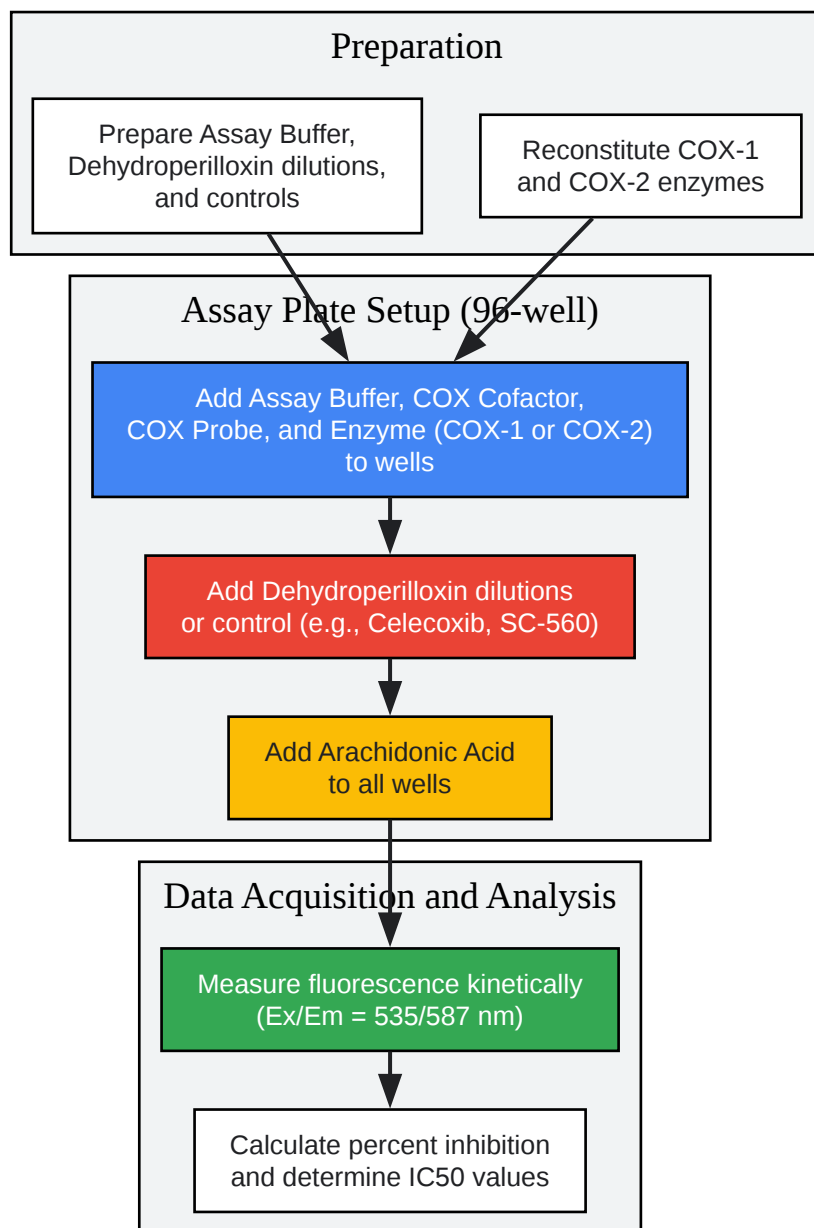 Preparation
Prepare Assay Buffer,
Dehydroperilloxin dilutions,
and controls
Reconstitute COX-1
and COX-2 enzymes
Assay Plate Setup (96-well)
Add Assay Buffer, COX Cofactor,
COX Probe, and Enzyme (COX-1 or COX-2)
to wells
Add Dehydroperilloxin dilutions
or control (e.g., Celecoxib, SC-560)
Add Arachidonic Acid
to all wells
Data Acquisition and Analysis
Measure fluorescence kinetically
(Ex/Em = 535/587 nm)
Calculate percent inhibition
and determine IC50 values